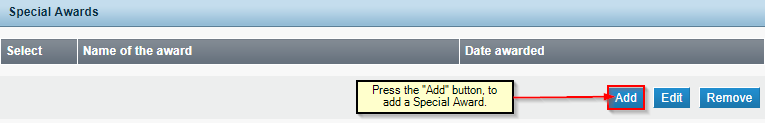 Special Awards
Select Name of the award Date awarded
Press the "Add" button, to
add a Special Award.
Add Edit Remove